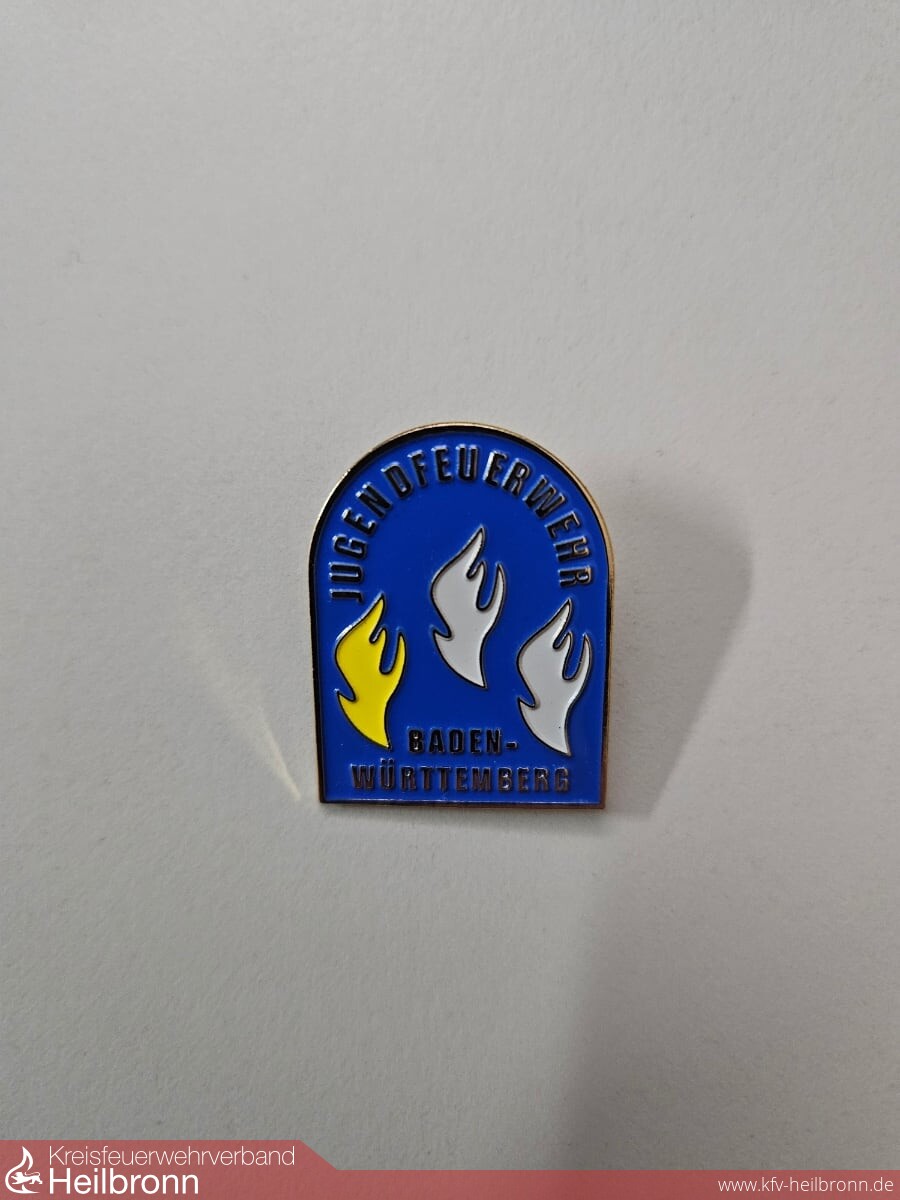 JUGENDFEUERWEHR
BADEN-
WÜRTTEMBERG
Kreisfeuerwehrverband
Heilbronn
www.kfv-heilbronn.de